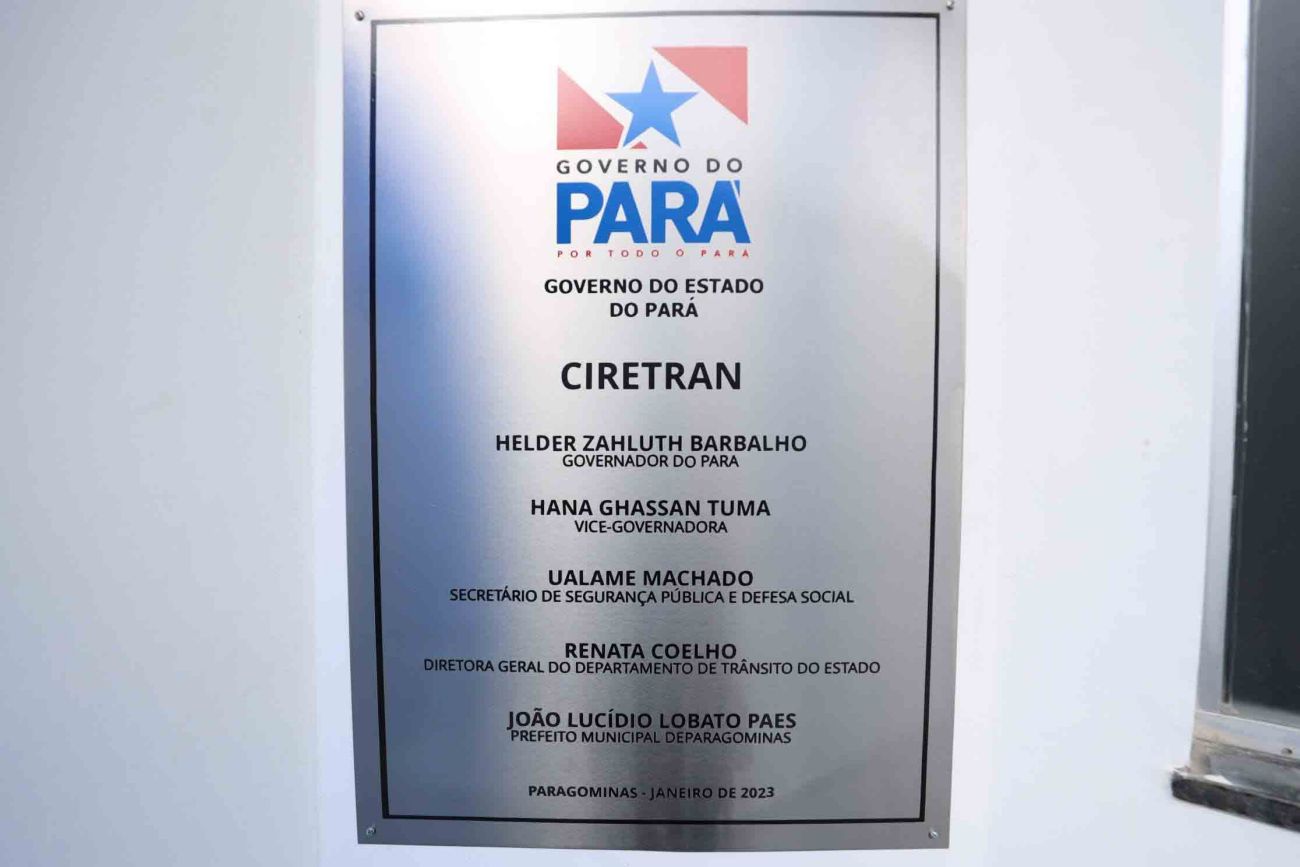 GOVERNO DO
PARÁ
POR TODO O PARÁ
GOVERNO DO ESTADO
DO PARÁ
CIRETRAN
HELDER ZAHLUTH BARBALHO
GOVERNADOR DO PARA
HANA GHASSAN TUMA
VICE-GOVERNADORA
UALAME MACHADO
SECRETÁRIO DE SEGURANÇA PÚBLICA E DEFESA SOCIAL
RENATA COELHO
DIRETORA GERAL DO DEPARTAMENTO DE TRÂNSITO DO ESTADO
JOÃO LUCÍDIO LOBATO PAES
PREFEITO MUNICIPAL DEPARAGOMINAS
PARAGOMINAS - JANEIRO DE 2023